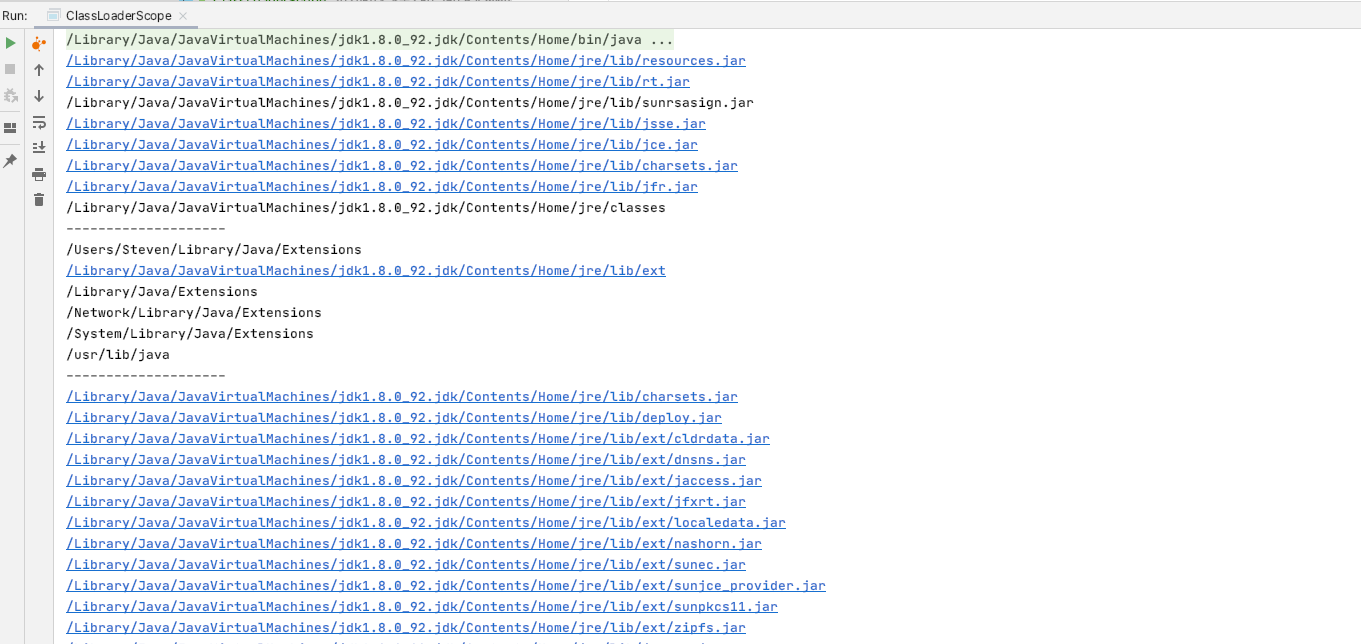 Run: ClassLoaderScope
/Library/Java/JavaVirtualMachines/jdk1.8.0_92.jdk/Contents/Home/bin/java ...
/Library/Java/JavaVirtualMachines/jdk1.8.0_92.jdk/Contents/Home/jre/lib/resources.jar
/Library/Java/JavaVirtualMachines/jdk1.8.0_92.jdk/Contents/Home/jre/lib/rt.jar
/Library/Java/JavaVirtualMachines/jdk1.8.0_92.jdk/Contents/Home/jre/lib/sunrsasign.jar
/Library/Java/JavaVirtualMachines/jdk1.8.0_92.jdk/Contents/Home/jre/lib/jsse.jar
/Library/Java/JavaVirtualMachines/jdk1.8.0_92.jdk/Contents/Home/jre/lib/jce.jar
/Library/Java/JavaVirtualMachines/jdk1.8.0_92.jdk/Contents/Home/jre/lib/charsets.jar
/Library/Java/JavaVirtualMachines/jdk1.8.0_92.jdk/Contents/Home/jre/lib/jfr.jar
/Library/Java/JavaVirtualMachines/jdk1.8.0_92.jdk/Contents/Home/jre/classes
--------------------
/Users/Steven/Library/Java/Extensions
/Library/Java/JavaVirtualMachines/jdk1.8.0_92.jdk/Contents/Home/jre/lib/ext
/Library/Java/Extensions
/Network/Library/Java/Extensions
/System/Library/Java/Extensions
/usr/lib/java
--------------------
/Library/Java/JavaVirtualMachines/jdk1.8.0_92.jdk/Contents/Home/jre/lib/charsets.jar
/Library/Java/JavaVirtualMachines/jdk1.8.0_92.jdk/Contents/Home/jre/lib/deploy.jar
/Library/Java/JavaVirtualMachines/jdk1.8.0_92.jdk/Contents/Home/jre/lib/ext/cldrdata.jar
/Library/Java/JavaVirtualMachines/jdk1.8.0_92.jdk/Contents/Home/jre/lib/ext/dnsns.jar
/Library/Java/JavaVirtualMachines/jdk1.8.0_92.jdk/Contents/Home/jre/lib/ext/jaccess.jar
/Library/Java/JavaVirtualMachines/jdk1.8.0_92.jdk/Contents/Home/jre/lib/ext/jfxrt.jar
/Library/Java/JavaVirtualMachines/jdk1.8.0_92.jdk/Contents/Home/jre/lib/ext/localedata.jar
/Library/Java/JavaVirtualMachines/jdk1.8.0_92.jdk/Contents/Home/jre/lib/ext/nashorn.jar
/Library/Java/JavaVirtualMachines/jdk1.8.0_92.jdk/Contents/Home/jre/lib/ext/sunec.jar
/Library/Java/JavaVirtualMachines/jdk1.8.0_92.jdk/Contents/Home/jre/lib/ext/sunjce_provider.jar
/Library/Java/JavaVirtualMachines/jdk1.8.0_92.jdk/Contents/Home/jre/lib/ext/sunpkcs11.jar
/Library/Java/JavaVirtualMachines/jdk1.8.0_92.jdk/Contents/Home/jre/lib/ext/zipfs.jar